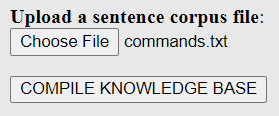 Upload a sentence corpus file:
Choose File commands.txt
COMPILE KNOWLEDGE BASE